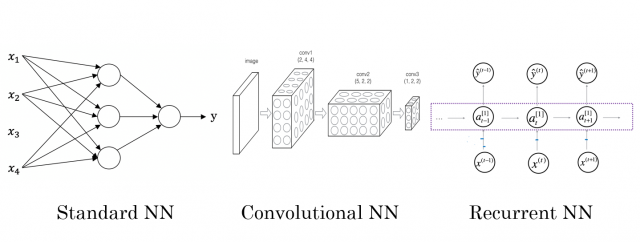 x₁
x₂
x₃
x₄
y
Standard NN
image
conv1
(2, 4, 4)
conv2
(5, 2, 2)
conv3
(1, 2, 2)
Convolutional NN
ŷ⁽ᵗ⁻¹⁾ ŷ⁽ᵗ⁾ ŷ⁽ᵗ⁺¹⁾
... a^{[1]}_{t-1} a^{[1]}_{t} a^{[1]}_{t+1} ...
x⁽ᵗ⁻¹⁾ x⁽ᵗ⁾ x⁽ᵗ⁺¹⁾
Recurrent NN